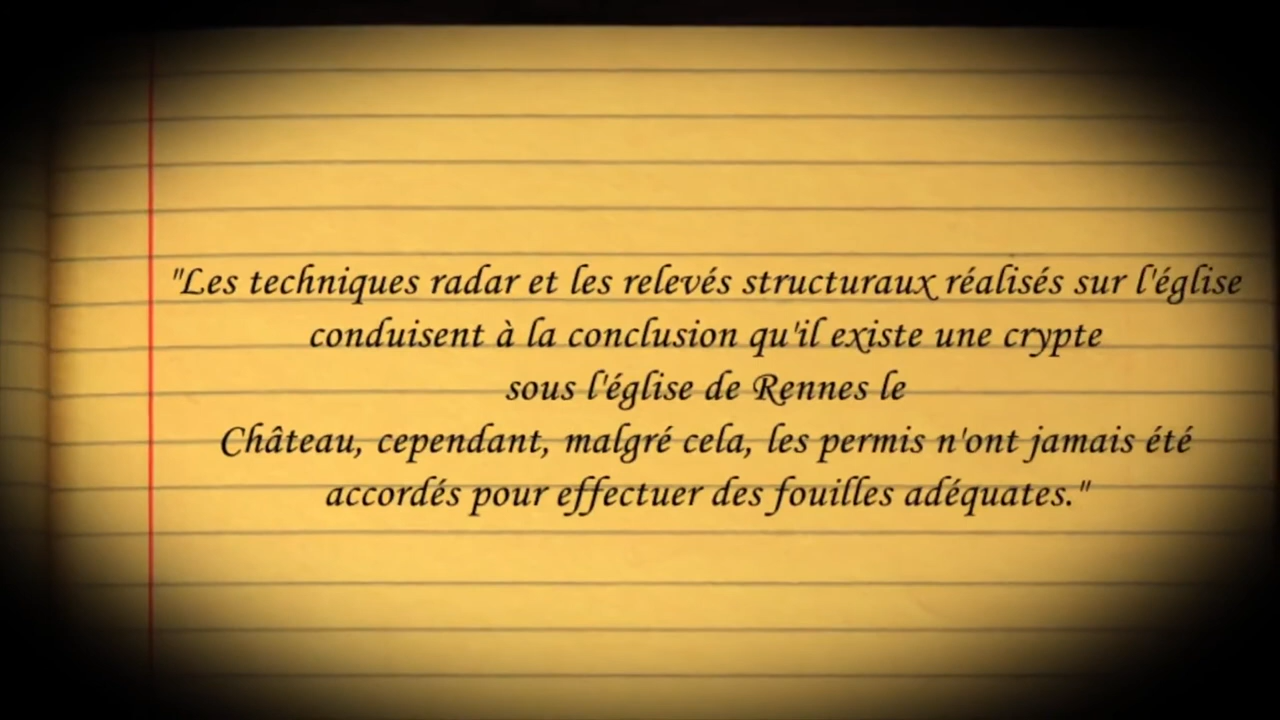 "Les techniques radar et les relevés structuraux réalisés sur l'église
conduisent à la conclusion qu'il existe une crypte
sous l'église de Rennes le
Château, cependant, malgré cela, les permis n'ont jamais été
accordés pour effectuer des fouilles adéquates."